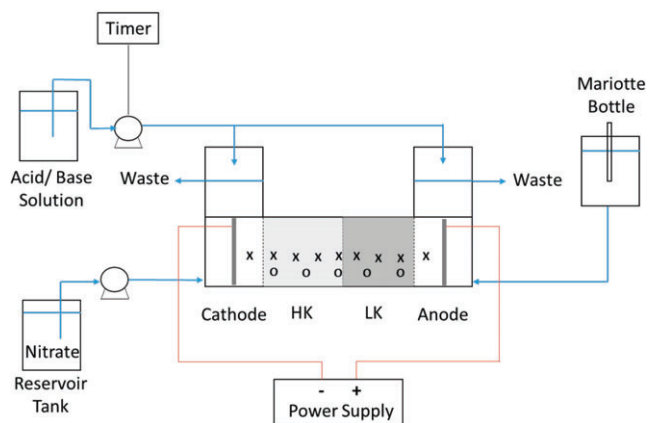 Timer
Mariotte
Bottle
Acid/ Base
Solution
Waste
Waste
x x x x x x x x x
o o o o o
Cathode
HK
LK
Anode
Nitrate
Reservoir
Tank
- +
Power Supply